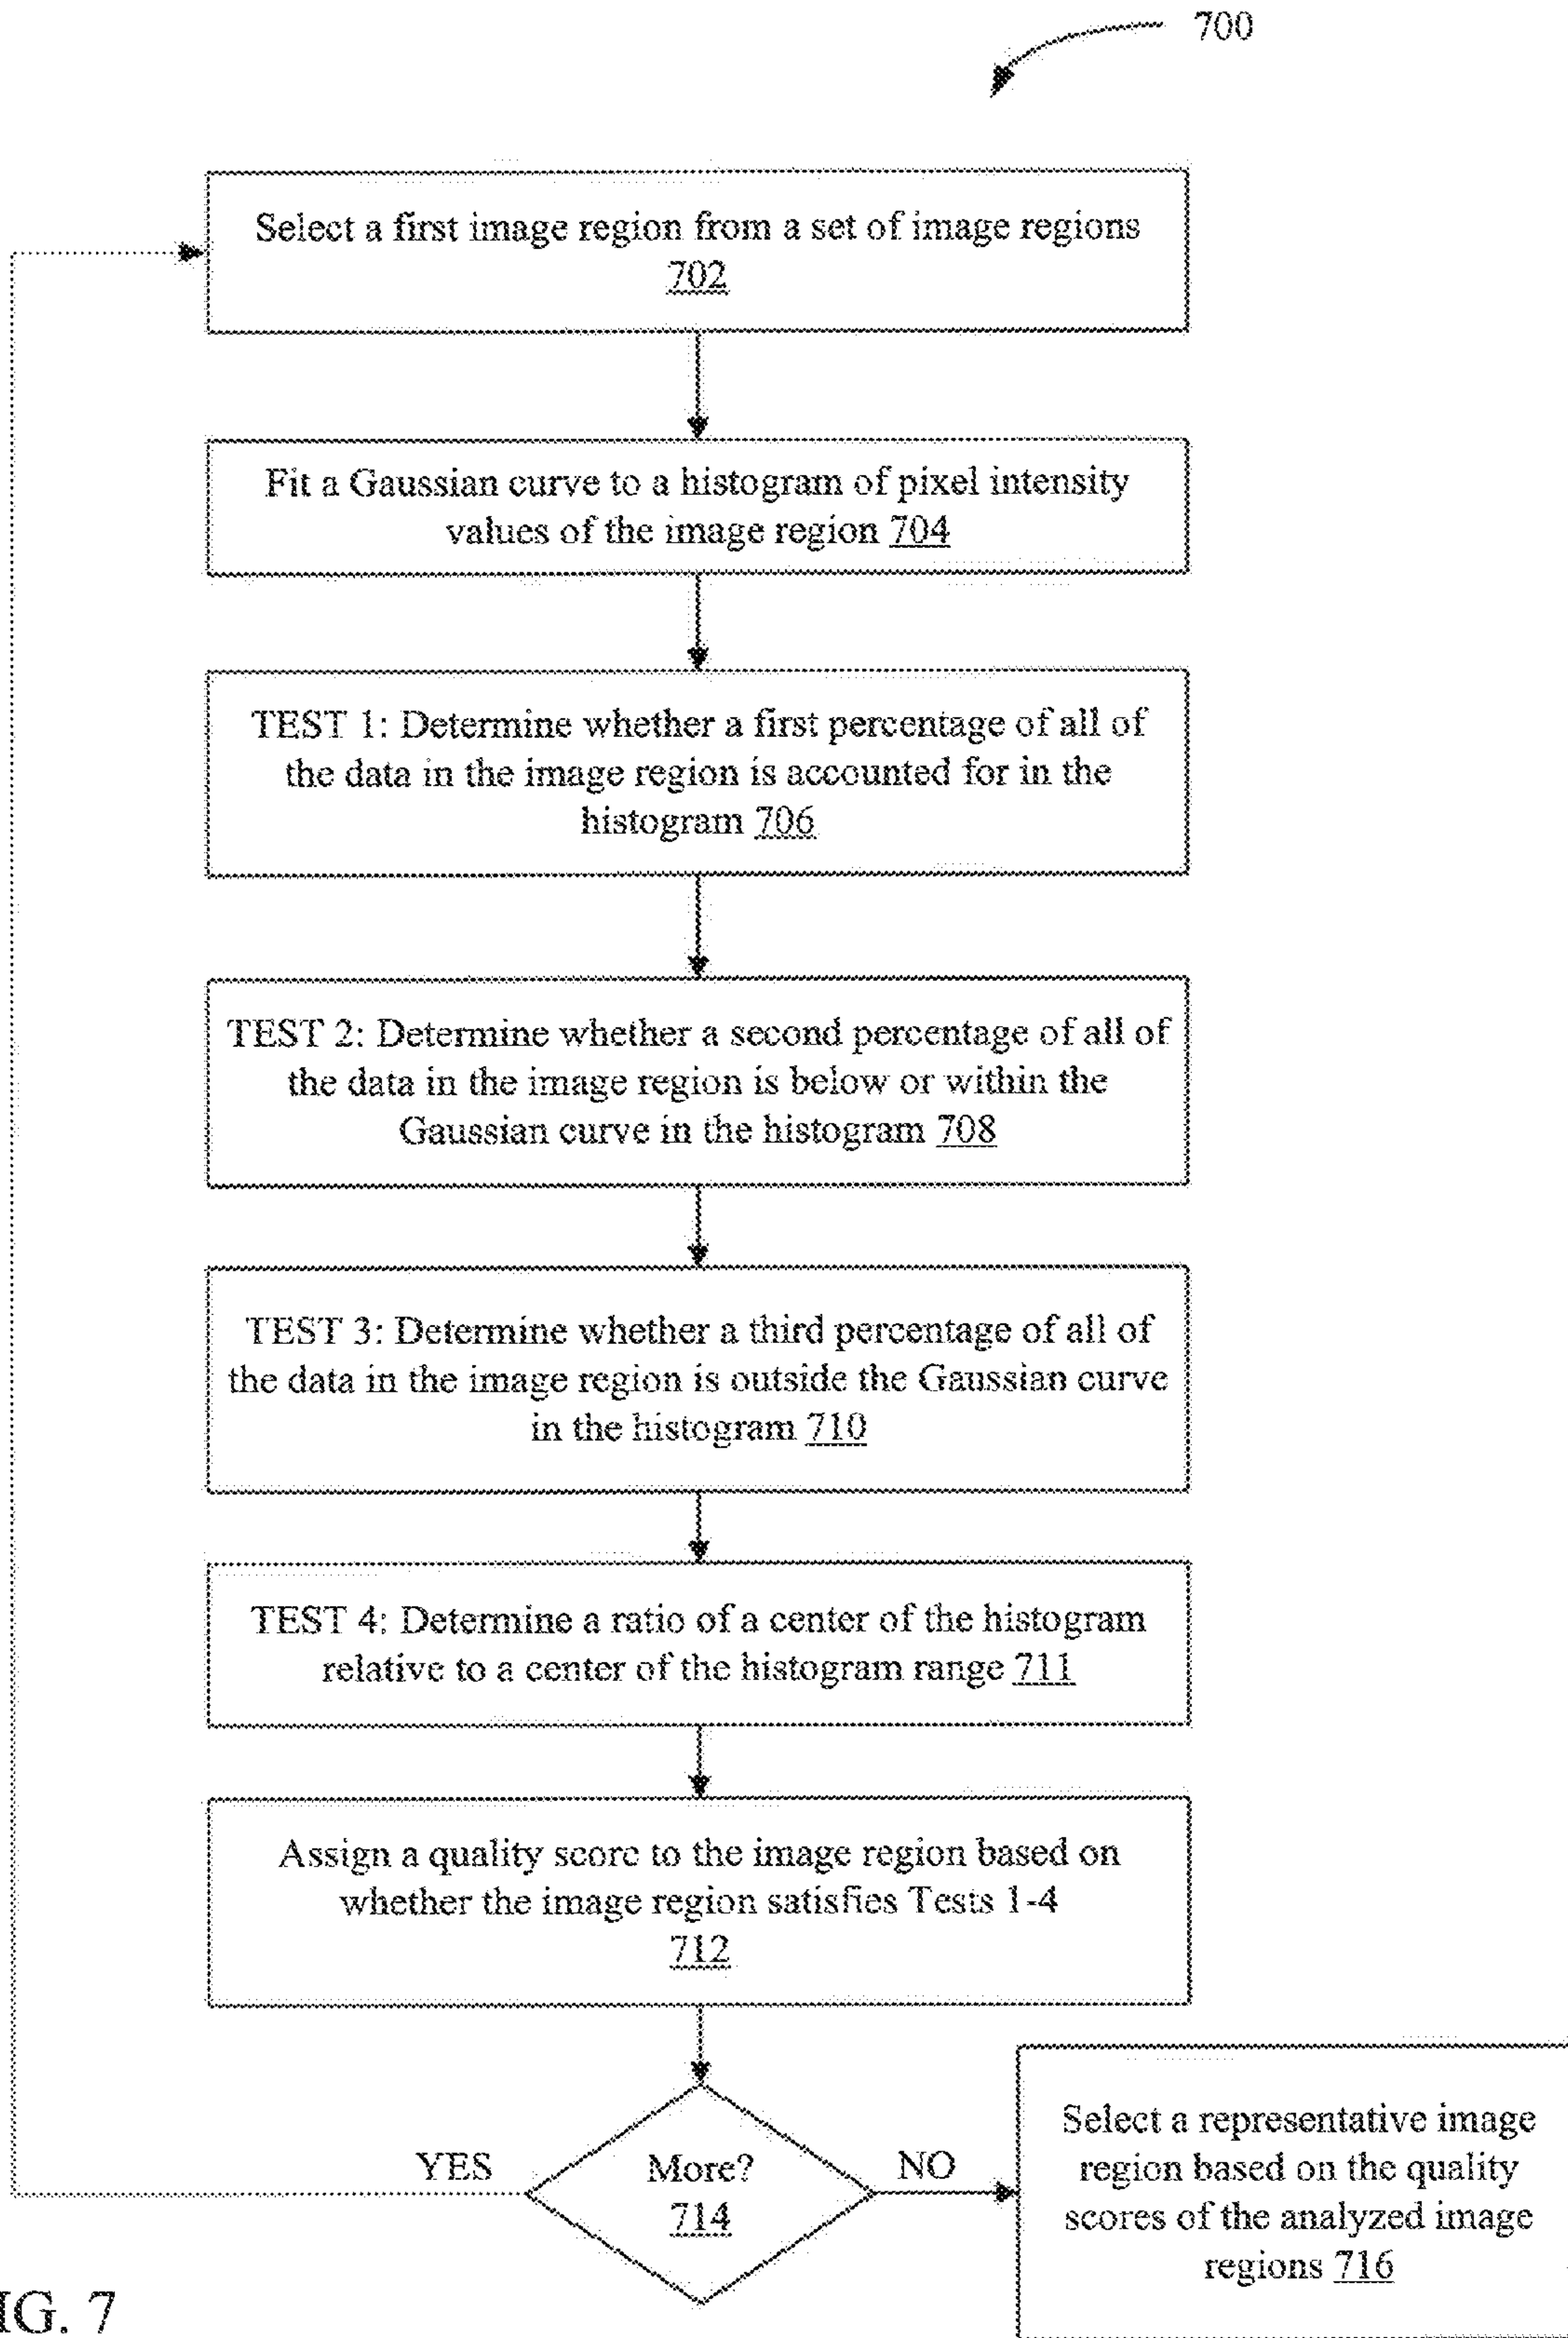 700
Select a first image region from a set of image regions
702
Fit a Gaussian curve to a histogram of pixel intensity
values of the image region 704
TEST 1: Determine whether a first percentage of all of
the data in the image region is accounted for in the
histogram 706
TEST 2: Determine whether a second percentage of all of
the data in the image region is below or within the
Gaussian curve in the histogram 708
TEST 3: Determine whether a third percentage of all of
the data in the image region is outside the Gaussian curve
in the histogram 710
TEST 4: Determine a ratio of a center of the histogram
relative to a center of the histogram range 711
Assign a quality score to the image region based on
whether the image region satisfies Tests 1-4
712
YES
More?
714
NO
Select a representative image
region based on the quality
scores of the analyzed image
regions 716
IG. 7